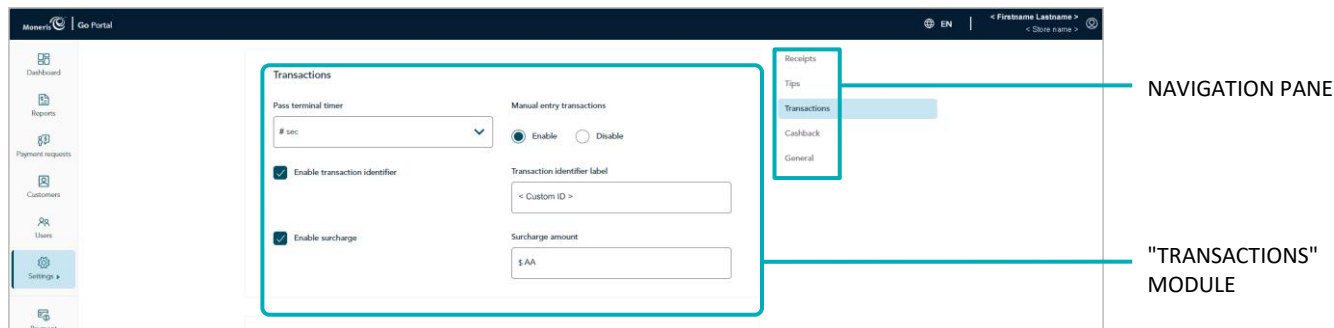 Moneris Go Portal
EN
< Firstname Lastname >
< Store name >
Dashboard
Reports
Payment requests
Customers
Users
Settings
Payment
Transactions
Pass terminal timer
# sec
Manual entry transactions
Enable
Disable
Enable transaction identifier
Transaction identifier label
< Custom ID >
Enable surcharge
Surcharge amount
$ AA
Receipts
Tips
Transactions
Cashback
General
NAVIGATION PANE
"TRANSACTIONS"
MODULE